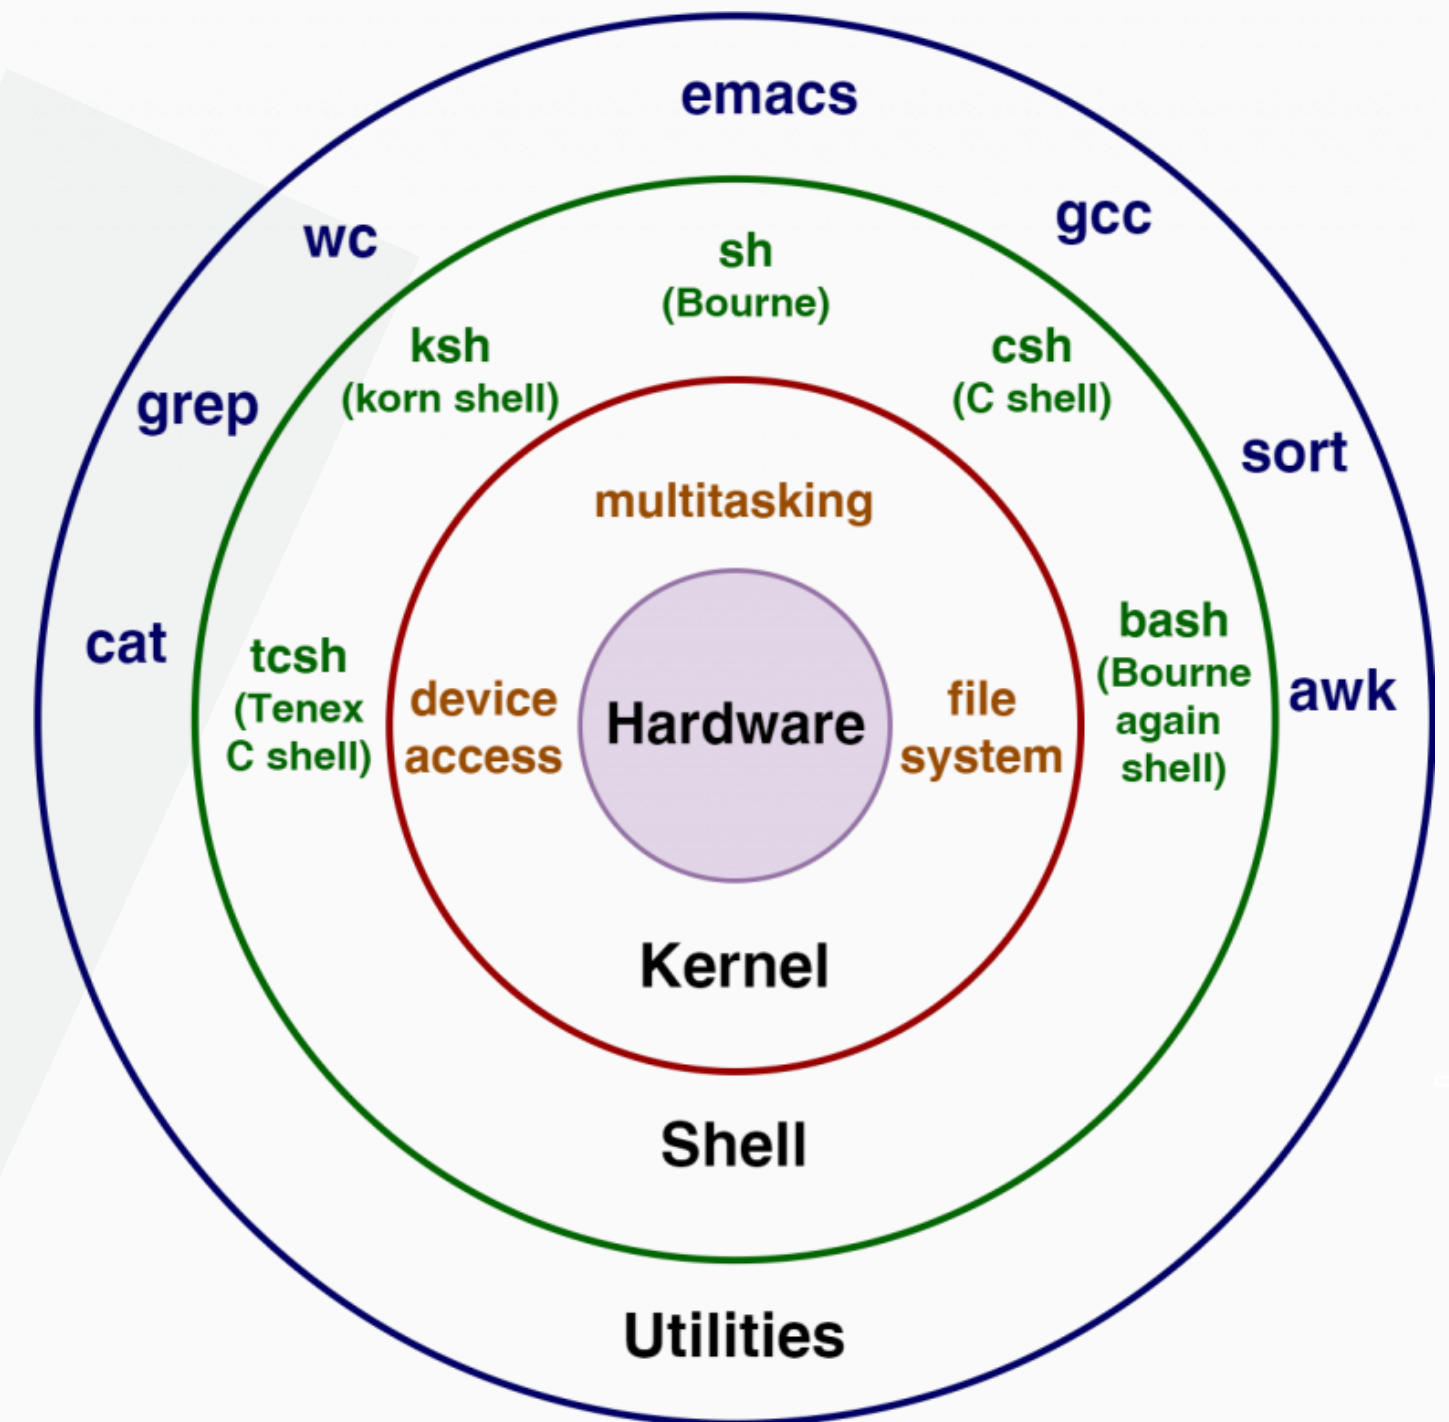 emacs
gcc
wc
sh
(Bourne)
ksh
(korn shell)
csh
(C shell)
grep
sort
multitasking
cat
tcsh
(Tenex
C shell)
device
access
Hardware
file
system
bash
(Bourne
again
shell)
awk
Kernel
Shell
Utilities